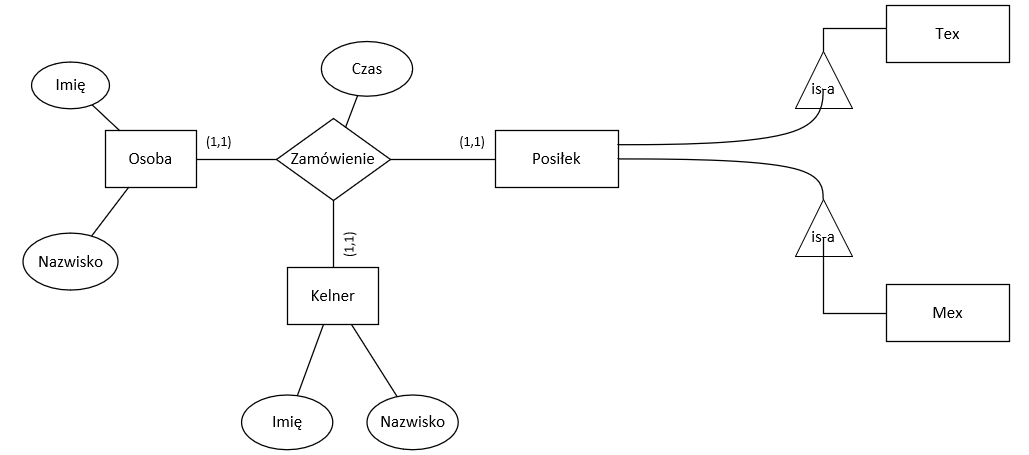 Tex
Czas
Imię
is-a
(1,1)
(1,1)
Osoba
Zamówienie
Posiłek
is-a
(1,1)
Nazwisko
Kelner
Mex
Imię
Nazwisko